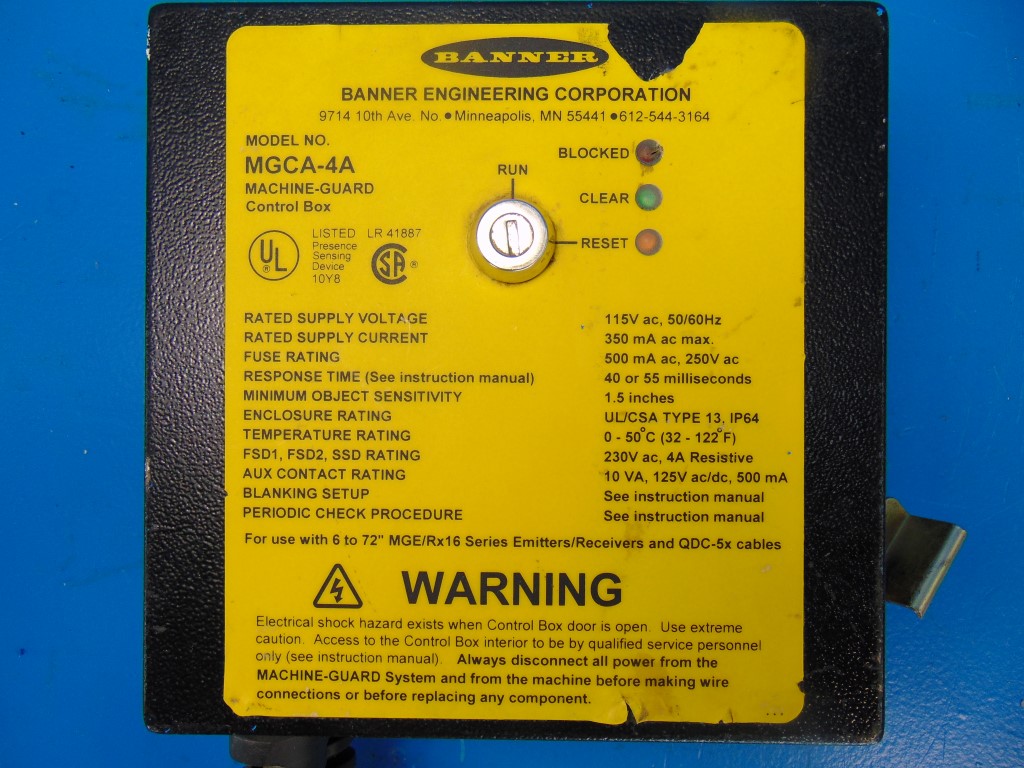 BANNER
BANNER ENGINEERING CORPORATION
9714 10th Ave. No. ● Minneapolis, MN 55441 ● 612-544-3164
MODEL NO.
MGCA-4A
MACHINE-GUARD
Control Box
UL ®
LISTED LR 41887
Presence
Sensing
Device
10Y8
SA ®
RUN
BLOCKED
CLEAR
RESET
RATED SUPPLY VOLTAGE 115V ac, 50/60Hz
RATED SUPPLY CURRENT 350 mA ac max.
FUSE RATING 500 mA ac, 250V ac
RESPONSE TIME (See instruction manual) 40 or 55 milliseconds
MINIMUM OBJECT SENSITIVITY 1.5 inches
ENCLOSURE RATING UL/CSA TYPE 13, IP64
TEMPERATURE RATING 0 - 50°C (32 - 122°F)
FSD1, FSD2, SSD RATING 230V ac, 4A Resistive
AUX CONTACT RATING 10 VA, 125V ac/dc, 500 mA
BLANKING SETUP See instruction manual
PERIODIC CHECK PROCEDURE See instruction manual
For use with 6 to 72" MGE/Rx16 Series Emitters/Receivers and QDC-5x cables
WARNING
Electrical shock hazard exists when Control Box door is open. Use extreme
caution. Access to the Control Box interior to be by qualified service personnel
only (see instruction manual). Always disconnect all power from the
MACHINE-GUARD System and from the machine before making wire
connections or before replacing any component.